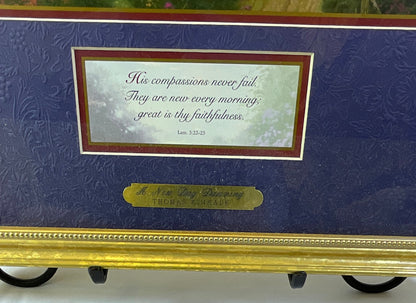 His compassions never fail.
They are new every morning;
great is thy faithfulness.
Lam. 3:22-23
A New Day Dawning
THOMAS KINKADE